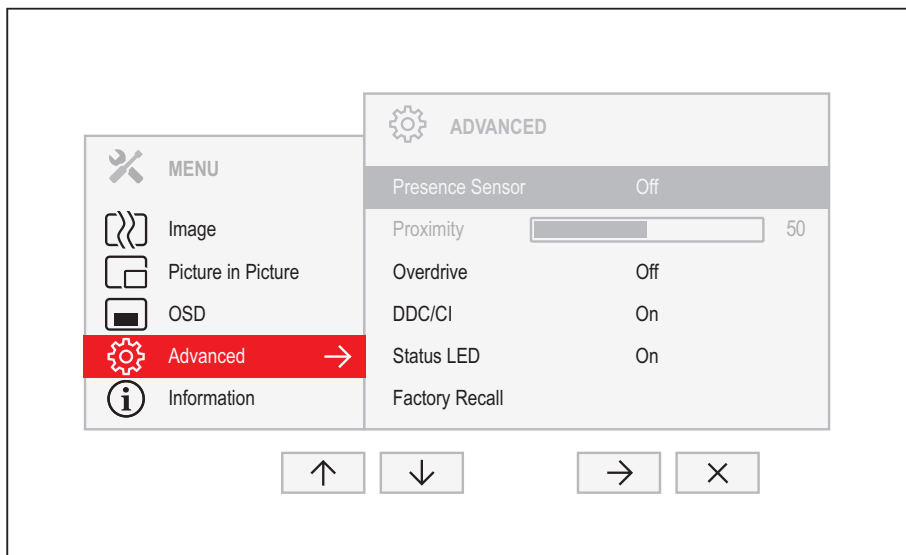 MENU
Image
Picture in Picture
OSD
Advanced
Information
ADVANCED
Presence Sensor Off
Proximity 50
Overdrive Off
DDC/CI On
Status LED On
Factory Recall